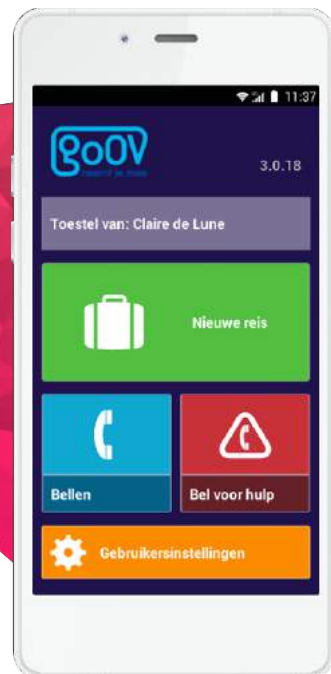 11:37
goOV
3.0.18
Toestel van: Claire de Lune
Nieuwe reis
Bellen
Bel voor hulp
Gebruikersinstellingen